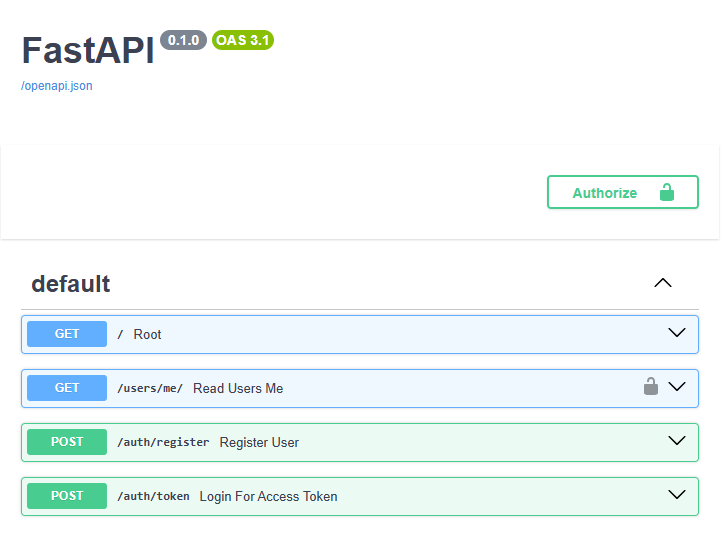 FastAPI 0.1.0 OAS 3.1
/openapi.json
Authorize
default
GET / Root
GET /users/me/ Read Users Me
POST /auth/register Register User
POST /auth/token Login For Access Token